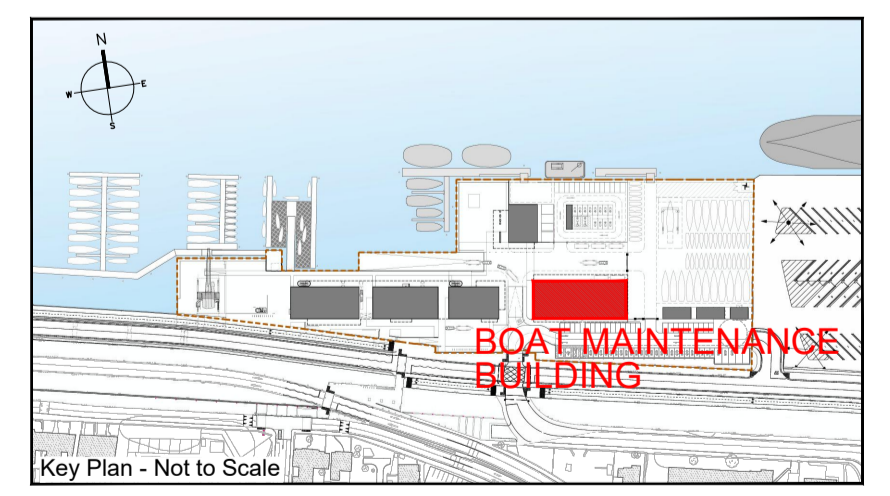 N
W E
S
BOAT MAINTENANCE
BUILDING
Key Plan - Not to Scale